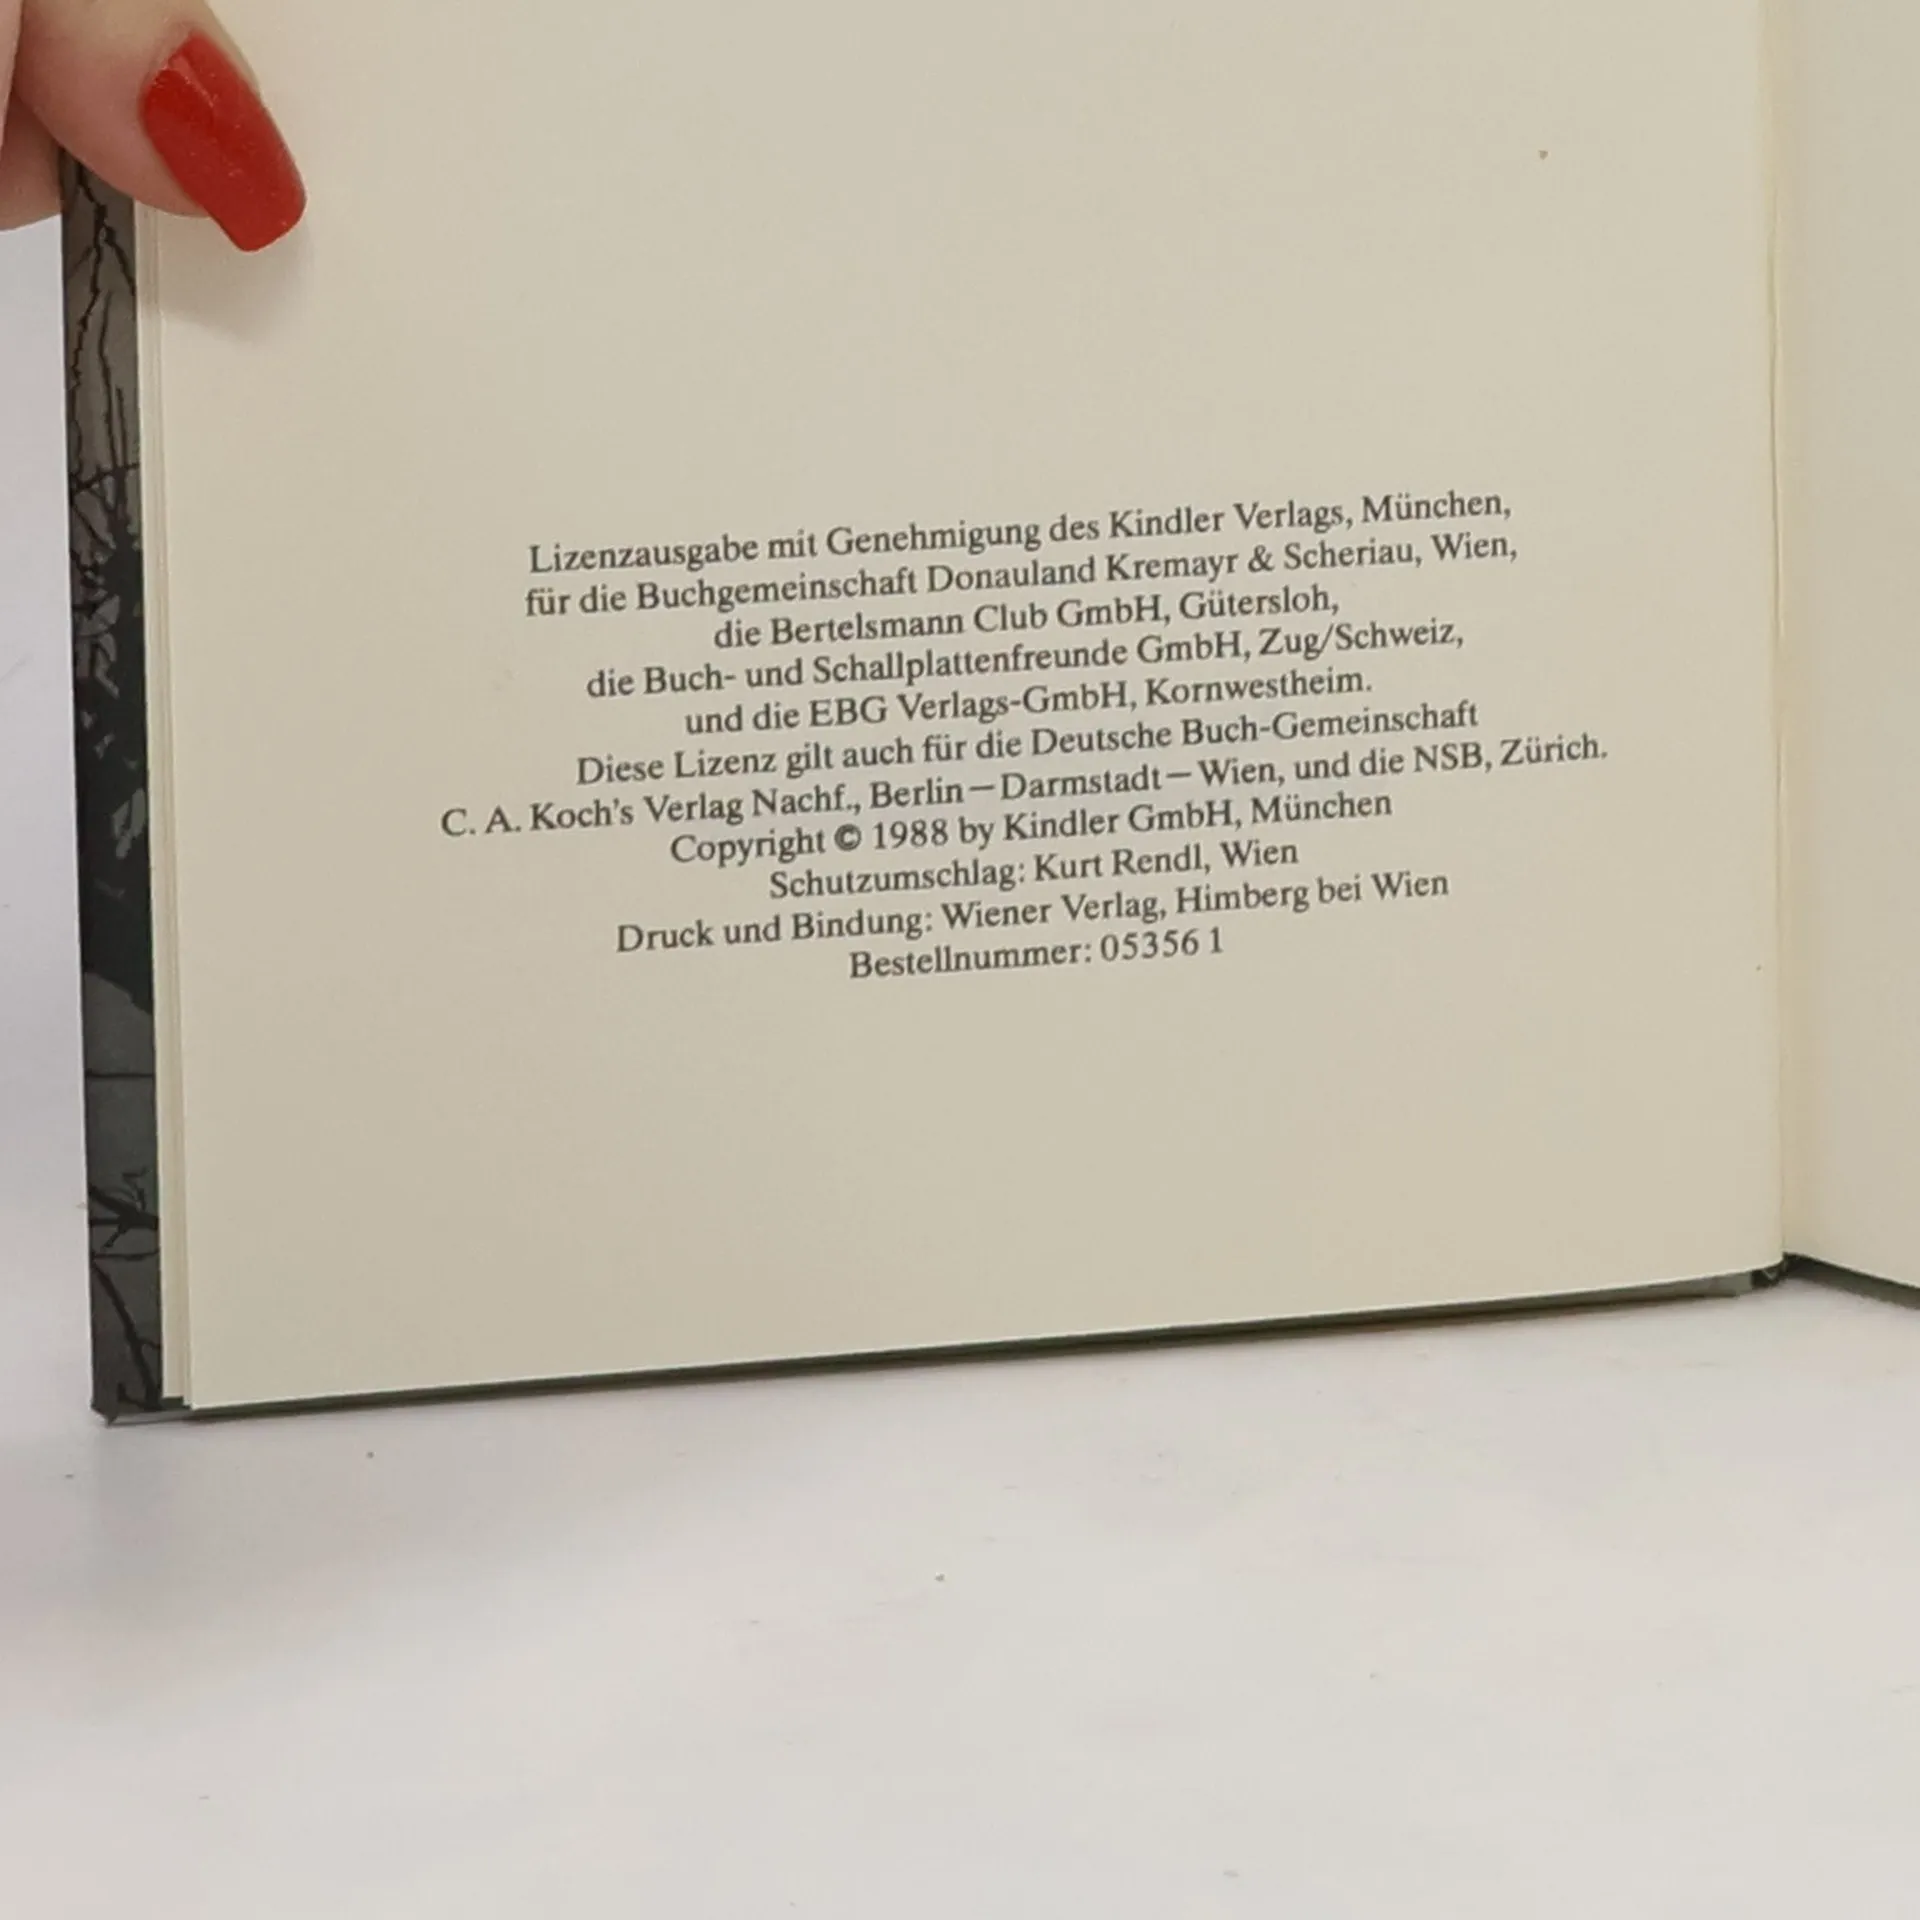 Lizenzausgabe mit Genehmigung des Kindler Verlags, München,
für die Buchgemeinschaft Donauland Kremayr & Scheriau, Wien,
die Bertelsmann Club GmbH, Gütersloh,
die Buch- und Schallplattenfreunde GmbH, Zug/Schweiz,
und die EBG Verlags-GmbH, Kornwestheim.
Diese Lizenz gilt auch für die Deutsche Buch-Gemeinschaft
C. A. Koch's Verlag Nachf., Berlin – Darmstadt – Wien, und die NSB, Zürich.
Copyright © 1988 by Kindler GmbH, München
Schutzumschlag: Kurt Rendl, Wien
Druck und Bindung: Wiener Verlag, Himberg bei Wien
Bestellnummer: 05356 1